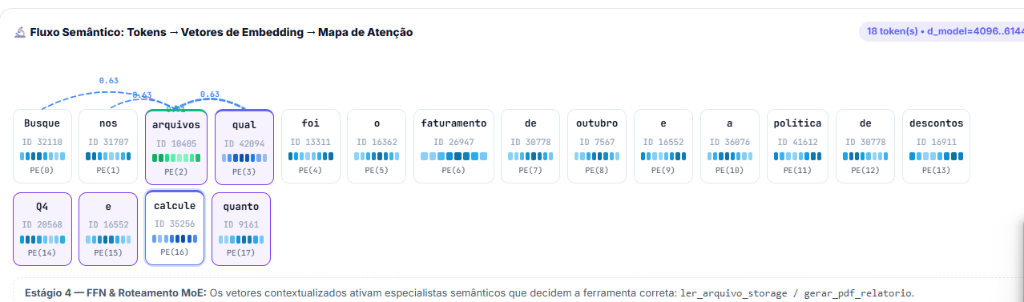 🔬 Fluxo Semântico: Tokens → Vetores de Embedding → Mapa de Atenção
18 token(s) • d_model=4096..6144
0.63 0.63 0.63
Busque nos arquivos qual foi o faturamento de outubro e a política de descontos
ID 32110 ID 31707 ID 10405 ID 42094 ID 13311 ID 16362 ID 26947 ID 30778 ID 7567 ID 16552 ID 36076 ID 41612 ID 30778 ID 16911
PE(0) PE(1) PE(2) PE(3) PE(4) PE(5) PE(6) PE(7) PE(8) PE(9) PE(10) PE(11) PE(12) PE(13)
Q4 e calcule quanto
ID 20568 ID 16552 ID 35256 ID 9161
PE(14) PE(15) PE(16) PE(17)
Estágio 4 — FFN & Roteamento MoE: Os vetores contextualizados ativam especialistas semânticos que decidem a ferramenta correta: ler_arquivo_storage / gerar_pdf_relatorio.